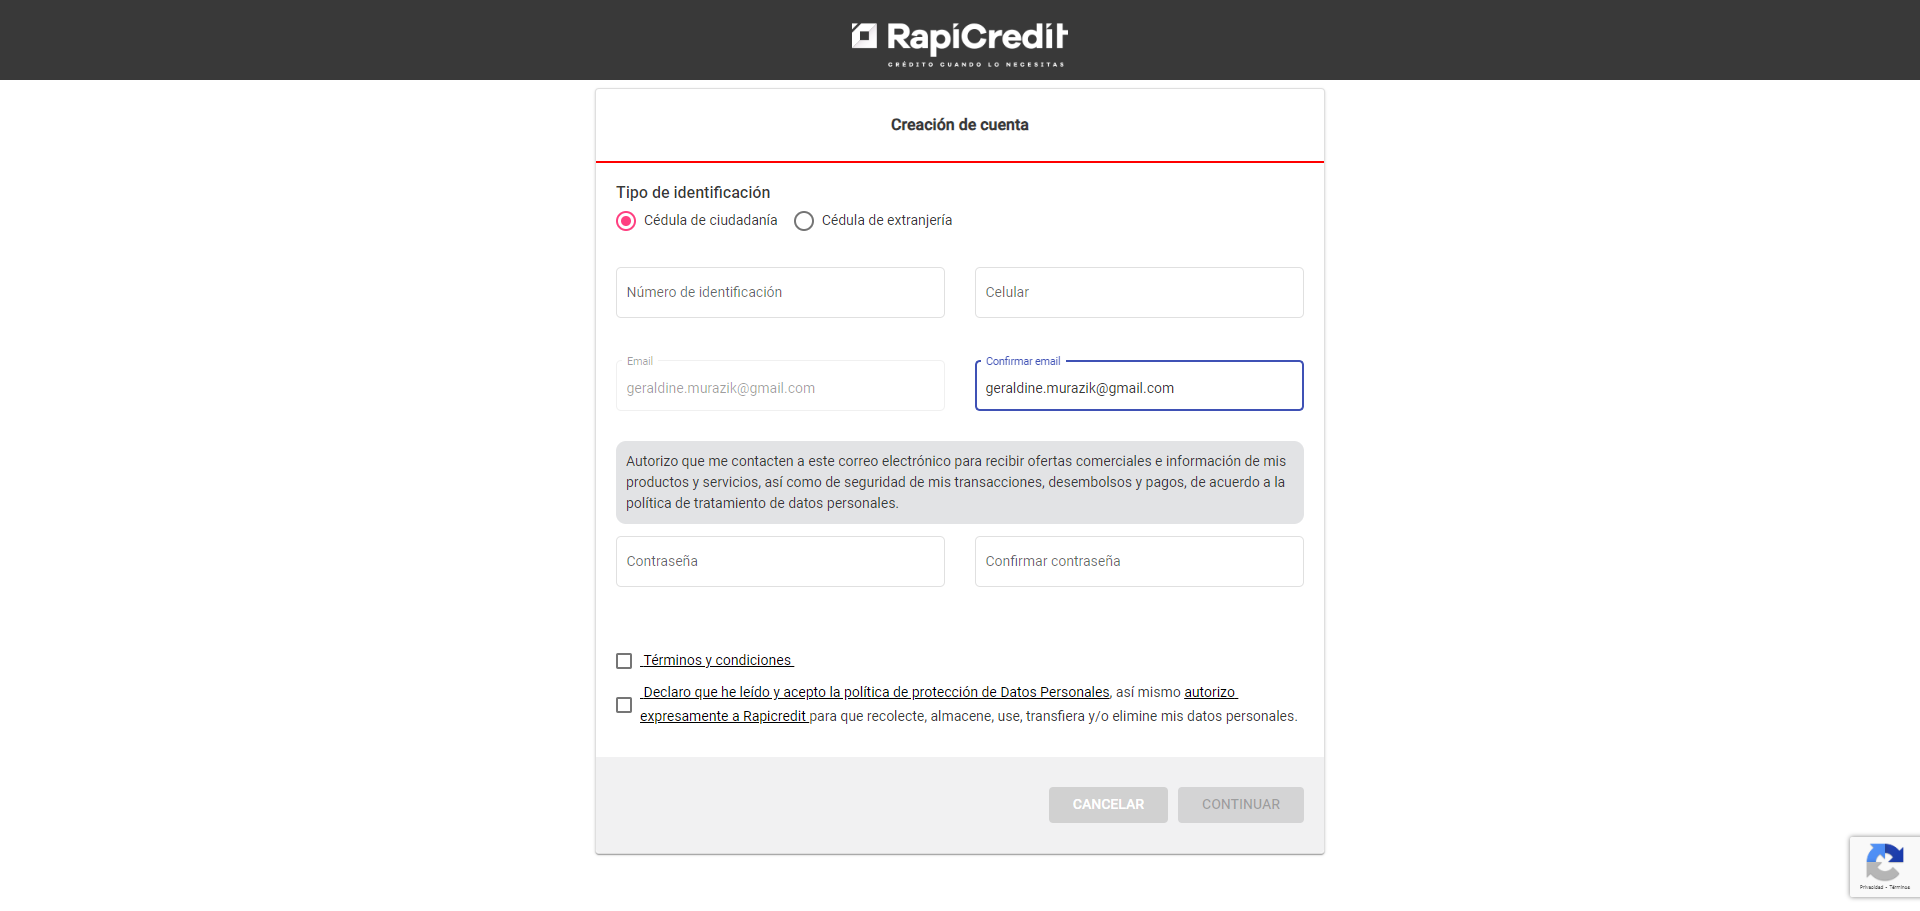 RapiCredit
CRÉDITO CUANDO LO NECESITAS
Creación de cuenta
Tipo de identificación
Cédula de ciudadanía
Cédula de extranjería
Número de identificación
Celular
Email
geraldine.murazik@gmail.com
Confirmar email
geraldine.murazik@gmail.com
Autorizo que me contacten a este correo electrónico para recibir ofertas comerciales e información de mis
productos y servicios, así como de seguridad de mis transacciones, desembolsos y pagos, de acuerdo a la
política de tratamiento de datos personales.
Contraseña
Confirmar contraseña
Términos y condiciones
Declaro que he leído y acepto la política de protección de Datos Personales, así mismo autorizo
expresamente a Rapicredit para que recolecte, almacene, use, transfiera y/o elimine mis datos personales.
CANCELAR
CONTINUAR
Privacidad - Términos